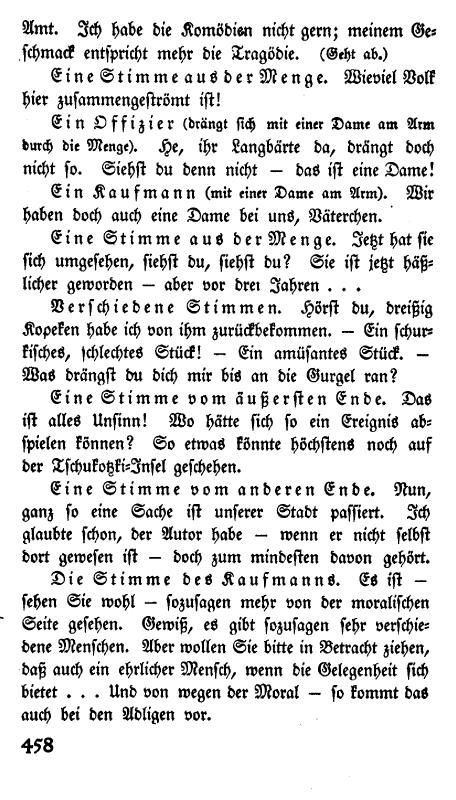 Amt. Ich habe die Komödien nicht gern; meinem Ge-
schmack entspricht mehr die Tragödie. (Geht ab.)
Eine Stimme aus der Menge. Wieviel Volk
hier zusammengeströmt ist!
Ein Offizier (drängt sich mit einer Dame am Arm
durch die Menge). He, ihr Langbärte da, drängt doch
nicht so. Siehst du denn nicht — das ist eine Dame!
Ein Kaufmann (mit einer Dame am Arm). Wir
haben doch auch eine Dame bei uns, Väterchen.
Eine Stimme aus der Menge. Jetzt hat sie
sich umgesehen, siehst du, siehst du? Sie ist jetzt häß-
licher geworden — aber vor drei Jahren . . .
Verschiedene Stimmen. Hörst du, dreißig
Kopeken habe ich von ihm zurückbekommen. — Ein schur-
kisches, schlechtes Stück! — Ein amüsantes Stück. —
Was drängst du dich mir bis an die Gurgel ran?
Eine Stimme vom äußersten Ende. Das
ist alles Unsinn! Wo hätte sich so ein Ereignis ab-
spielen können? So etwas könnte höchstens noch auf
der Tschukotzki-Insel geschehen.
Eine Stimme vom anderen Ende. Nun,
ganz so eine Sache ist unserer Stadt passiert. Ich
glaubte schon, der Autor habe — wenn er nicht selbst
dort gewesen ist — doch zum mindesten davon gehört.
Die Stimme des Kaufmanns. Es ist —
sehen Sie wohl — sozusagen mehr von der moralischen
Seite gesehen. Gewiß, es gibt sozusagen sehr verschie-
dene Menschen. Aber wollen Sie bitte in Betracht ziehen,
daß auch ein ehrlicher Mensch, wenn die Gelegenheit sich
bietet . . . Und von wegen der Moral — so kommt das
auch bei den Adligen vor.
458